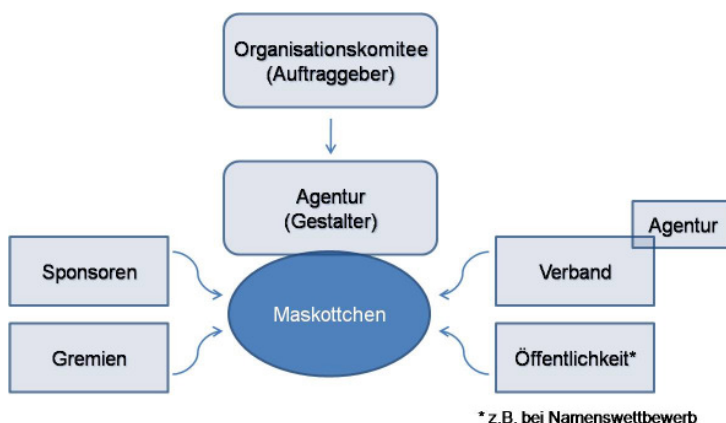 Organisationskomitee
(Auftraggeber)
Agentur
(Gestalter)
Agentur
Sponsoren
Verband
Maskottchen
Gremien
Öffentlichkeit*
* z.B. bei Namenswettbewerb